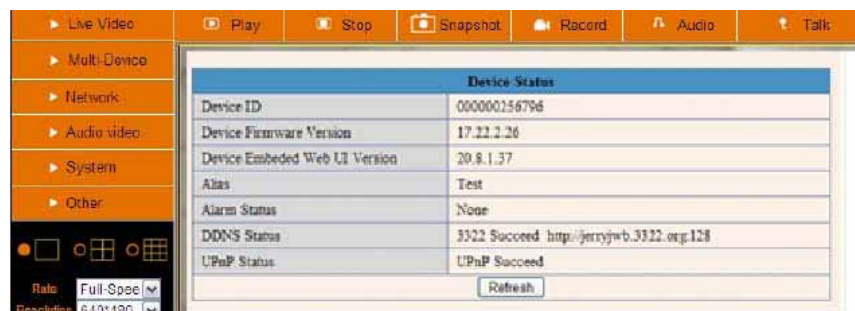 Live Video
Play
Stop
Snapshot
Record
Audio
Talk
Multi-Device
Network
Audio video
System
Other
Device Status
Device ID 000000256796
Device Firmware Version 17.22.2.26
Device Embeded Web UI Version 20.8.1.37
Alias Test
Alarm Status None
DDNS Status 3322 Succeed http://jerryjwb.3322.org:128
UPnP Status UPnP Succeed
Refresh
Rate Full-Spee
Resolution 640*480